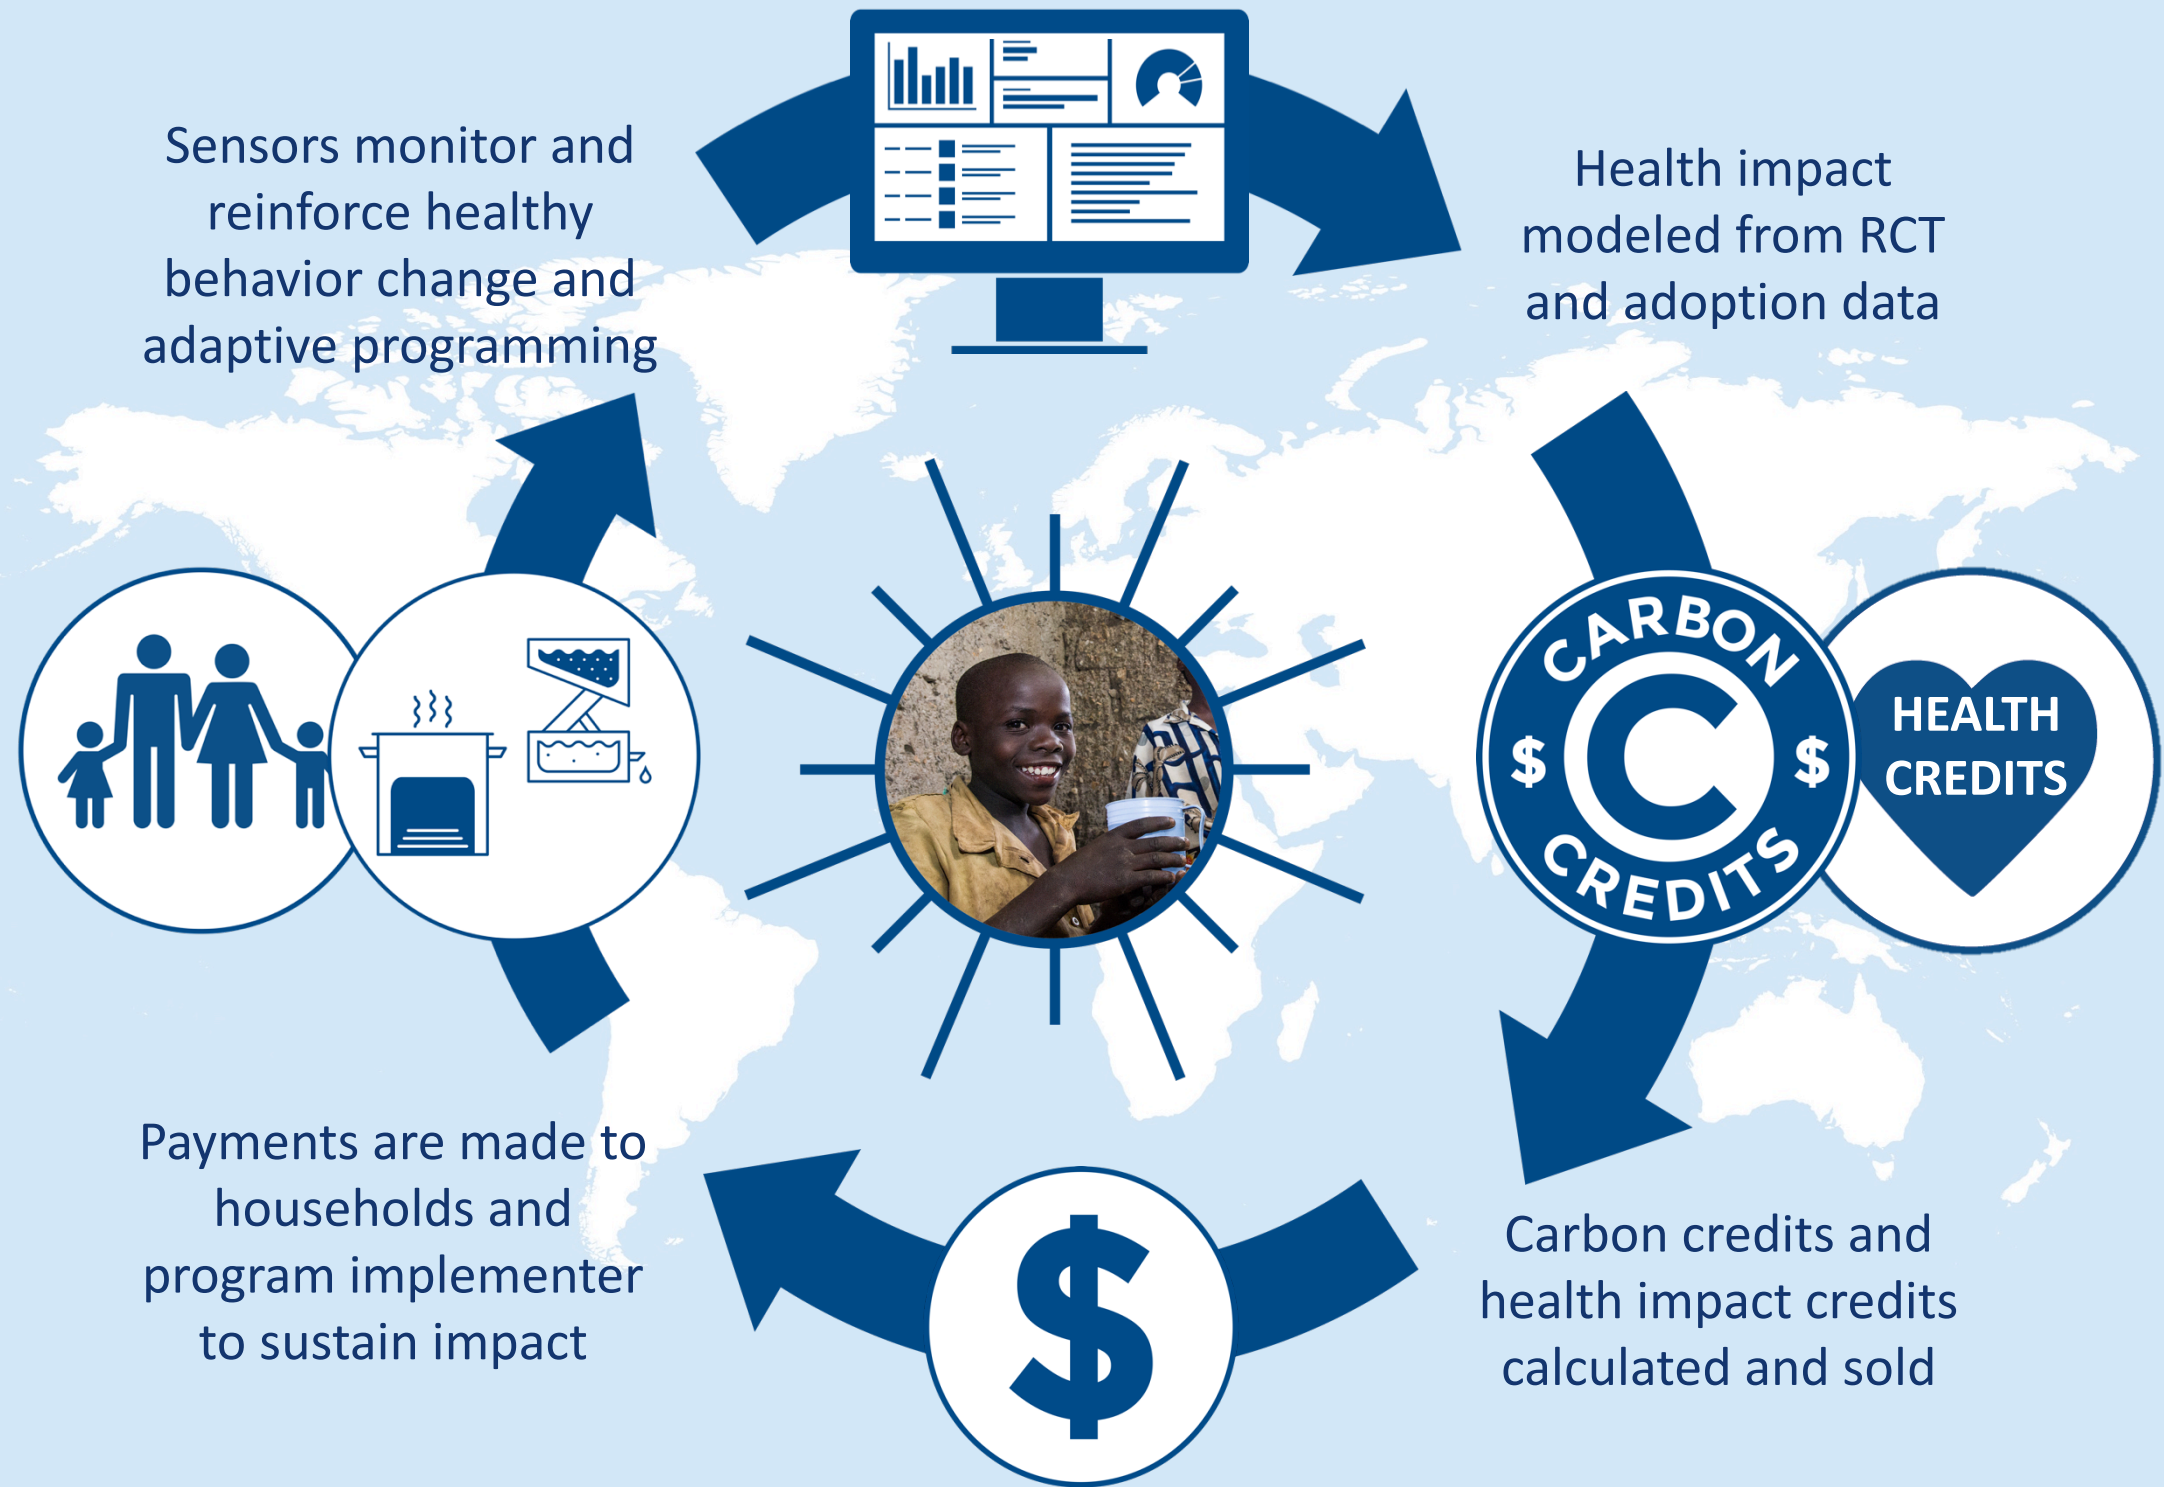 Sensors monitor and
reinforce healthy
behavior change and
adaptive programming
Health impact
modeled from RCT
and adoption data
CARBON
$ C $
CREDITS
HEALTH
CREDITS
Carbon credits and
health impact credits
calculated and sold
$
Payments are made to
households and
program implementer
to sustain impact